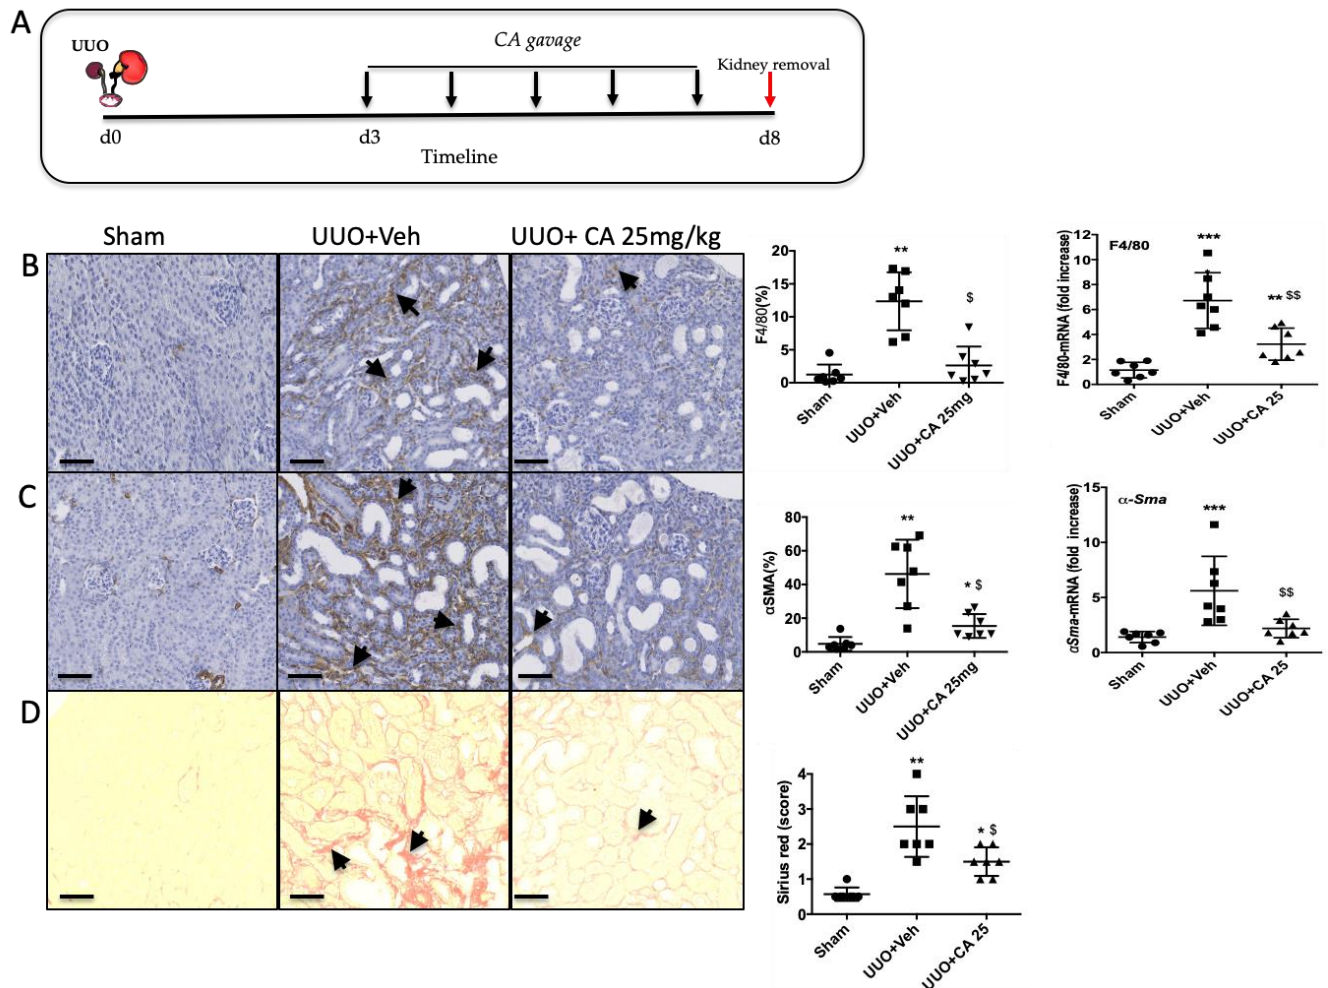 A
UUO
CA gavage
Kidney removal
d0
d3
d8
Timeline
Sham
UUO+Veh
UUO+ CA 25mg/kg
B
C
D
F4/80(%)
20
15
10
5
0
**
$
Sham
UUO+Veh
UUO+CA 25mg
F4/80-mRNA (fold increase)
F4/80
12
10
8
6
4
2
0
***
** $$
Sham
UUO+Veh
UUO+CA 25
αSMA(%)
80
60
40
20
0
**
* $
Sham
UUO+Veh
UUO+CA 25mg
αSma-mRNA (fold increase)
α-Sma
15
10
5
0
***
$$
Sham
UUO+Veh
UUO+CA 25
Sirius red (score)
4
3
2
1
0
**
* $
Sham
UUO+Veh
UUO+CA 25